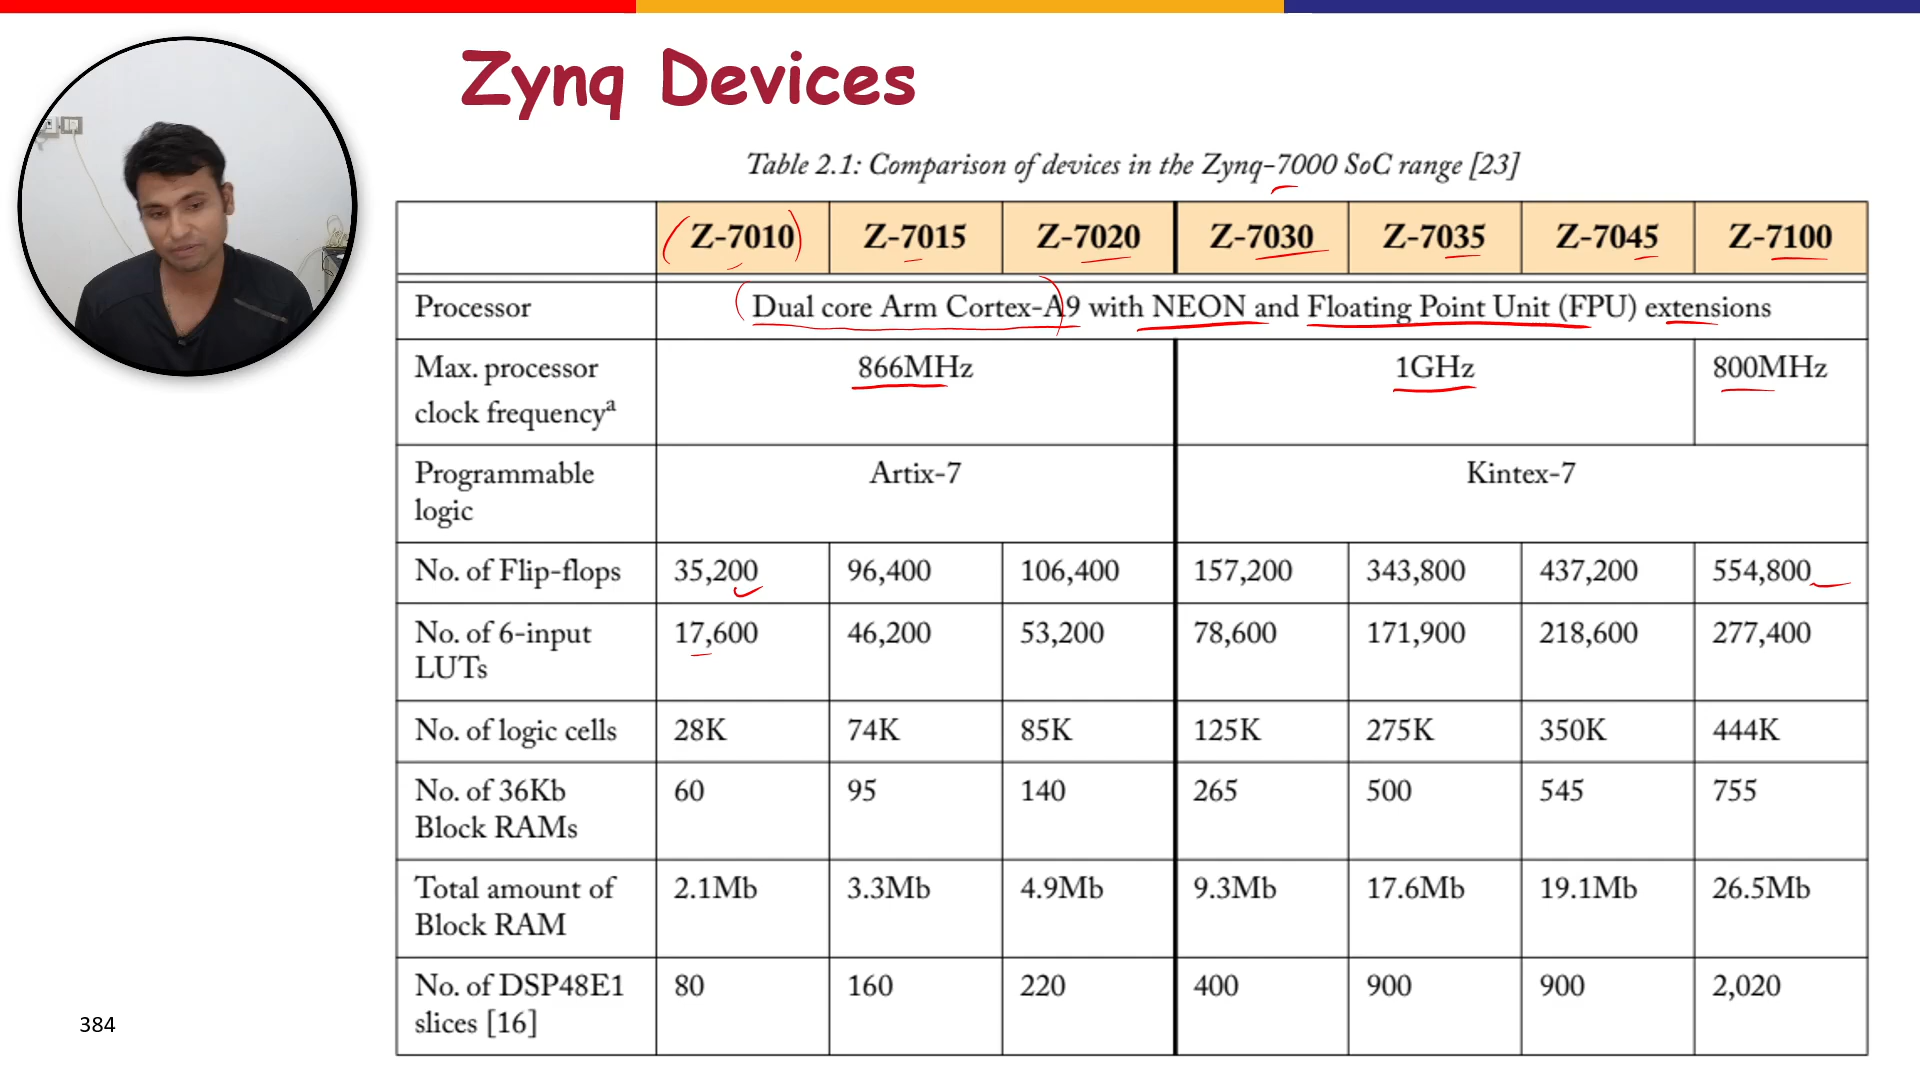 Zynq Devices
Table 2.1: Comparison of devices in the Zynq-7000 SoC range [23]
Z-7010 Z-7015 Z-7020 Z-7030 Z-7035 Z-7045 Z-7100
Processor Dual core Arm Cortex-A9 with NEON and Floating Point Unit (FPU) extensions
Max. processor 866MHz 1GHz 800MHz
clock frequencyᵃ
Programmable Artix-7 Kintex-7
logic
No. of Flip-flops 35,200 96,400 106,400 157,200 343,800 437,200 554,800
No. of 6-input 17,600 46,200 53,200 78,600 171,900 218,600 277,400
LUTs
No. of logic cells 28K 74K 85K 125K 275K 350K 444K
No. of 36Kb 60 95 140 265 500 545 755
Block RAMs
Total amount of 2.1Mb 3.3Mb 4.9Mb 9.3Mb 17.6Mb 19.1Mb 26.5Mb
Block RAM
No. of DSP48E1 80 160 220 400 900 900 2,020
slices [16]
384